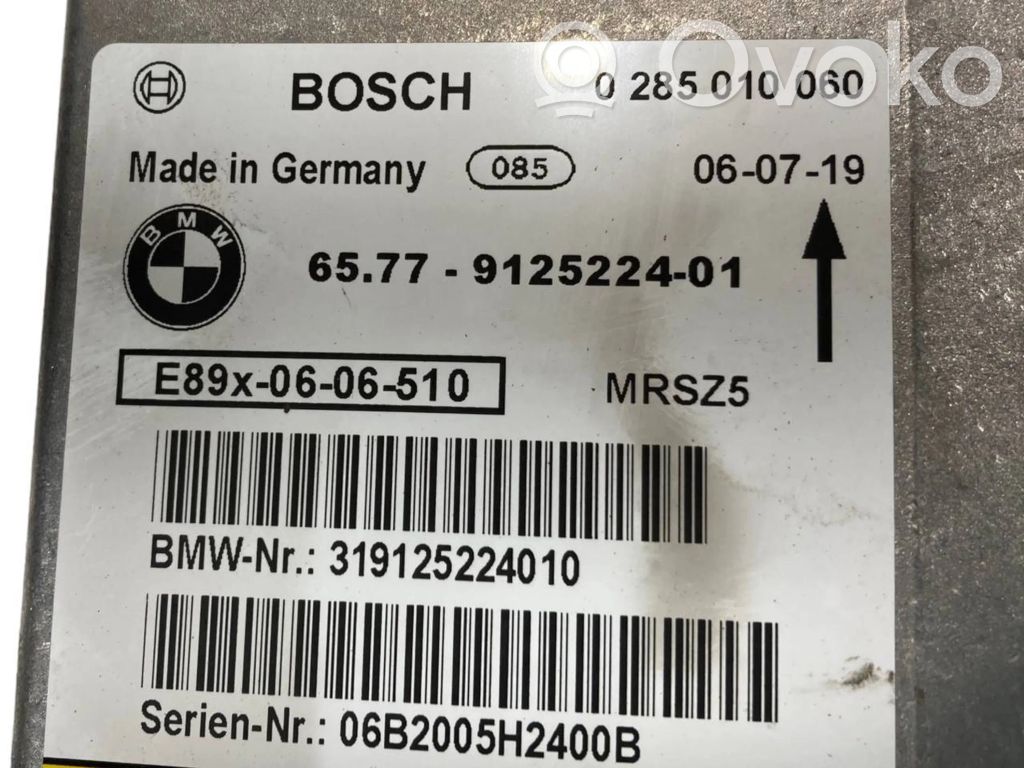 Ovoko
BOSCH 0 285 010 060
Made in Germany 085 06-07-19
BMW
65.77 - 9125224-01
E89x-06-06-510 MRSZ5
BMW-Nr.: 319125224010
Serien-Nr.: 06B2005H2400B